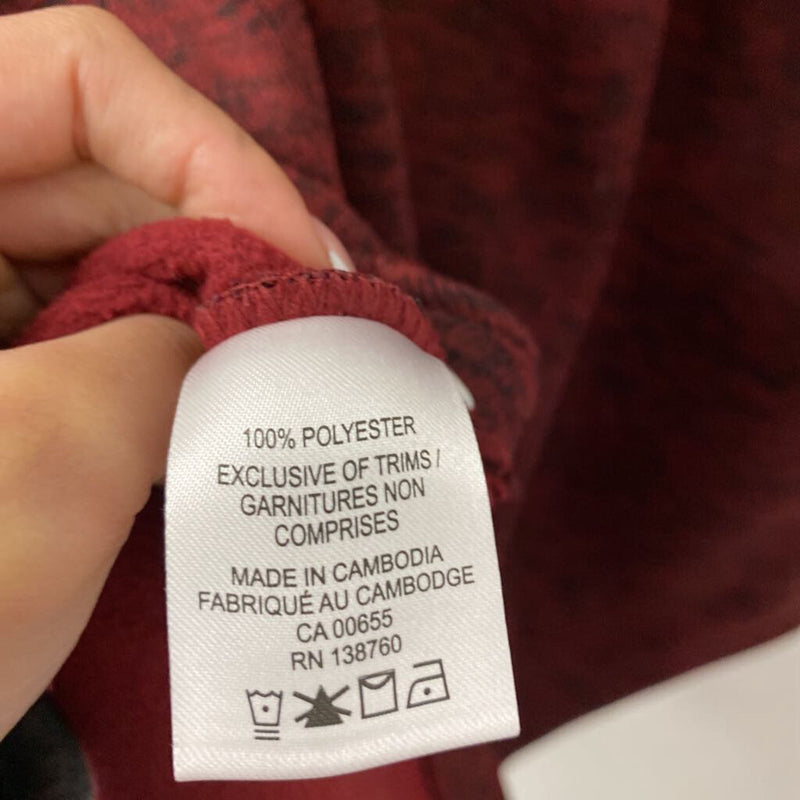 100% POLYESTER
EXCLUSIVE OF TRIMS /
GARNITURES NON
COMPRISES
MADE IN CAMBODIA
FABRIQUÉ AU CAMBODGE
CA 00655
RN 138760